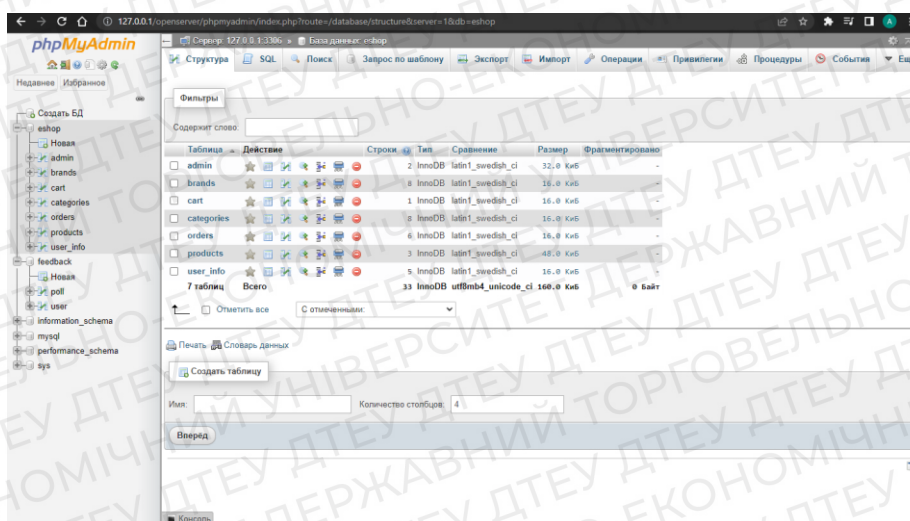 127.0.0.1/openserver/phpmyadmin/index.php?route=/database/structure&server=1&db=eshop
phpMyAdmin
Недавнее Избранное
Создать БД
eshop
Новая
admin
brands
cart
categories
orders
products
user_info
feedback
Новая
poll
user
information_schema
mysql
performance_schema
sys
Сервер: 127.0.0.1:3306 » База данных: eshop
Структура SQL Поиск Запрос по шаблону Экспорт Импорт Операции Привилегии Процедуры События Ещ
Фильтры
Содержит слово:
Таблица Действие Строки Тип Сравнение Размер Фрагментировано
admin 2 InnoDB latin1_swedish_ci 32.0 КиБ -
brands 8 InnoDB latin1_swedish_ci 16.0 КиБ -
cart 1 InnoDB latin1_swedish_ci 16.0 КиБ -
categories 8 InnoDB latin1_swedish_ci 16.0 КиБ -
orders 6 InnoDB latin1_swedish_ci 16.0 КиБ -
products 3 InnoDB latin1_swedish_ci 48.0 КиБ -
user_info 5 InnoDB latin1_swedish_ci 16.0 КиБ -
7 таблиц Всего 33 InnoDB utf8mb4_unicode_ci 160.0 КиБ 0 Байт
Отметить все С отмеченными:
Печать Словарь данных
Создать таблицу
Имя: Количество столбцов: 4
Вперёд
Консоль